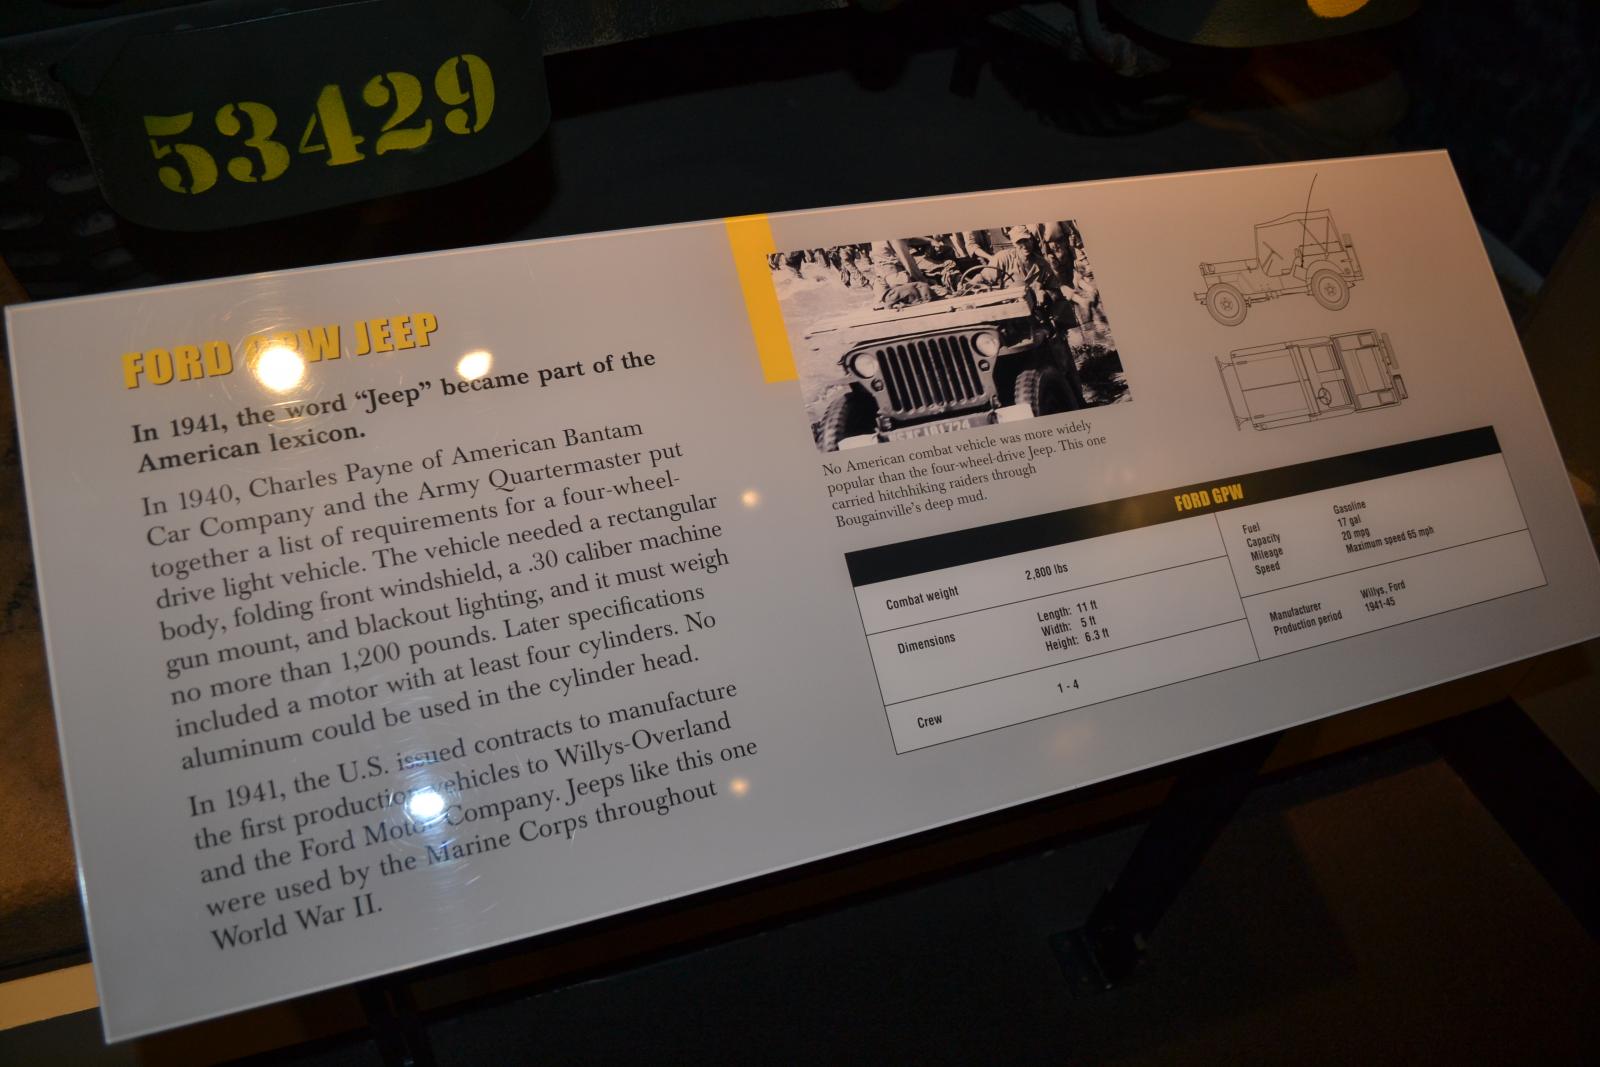 53429
FORD GPW JEEP
In 1941, the word “Jeep” became part of the
American lexicon.
In 1940, Charles Payne of American Bantam
Car Company and the Army Quartermaster put
together a list of requirements for a four-wheel-
drive light vehicle. The vehicle needed a rectangular
body, folding front windshield, a .30 caliber machine
gun mount, and blackout lighting, and it must weigh
no more than 1,200 pounds. Later specifications
included a motor with at least four cylinders. No
aluminum could be used in the cylinder head.
In 1941, the U.S. issued contracts to manufacture
the first production vehicles to Willys-Overland
and the Ford Motor Company. Jeeps like this one
were used by the Marine Corps throughout
World War II.
No American combat vehicle was more widely
popular than the four-wheel-drive Jeep. This one
carried hitchhiking raiders through
Bougainville’s deep mud.
FORD GPW
Combat weight 2,800 lbs
Dimensions Length: 11 ft
Width: 5 ft
Height: 6.3 ft
Crew 1 - 4
Fuel Gasoline
Capacity 17 gal
Mileage 20 mpg
Speed Maximum speed 65 mph
Manufacturer Willys, Ford
Production period 1941-45